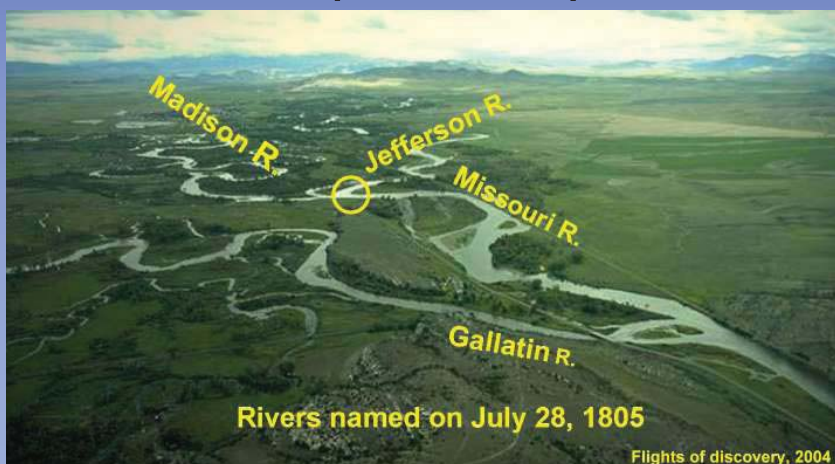 Madison R.
Jefferson R.
Missouri R.
Gallatin R.
Rivers named on July 28, 1805
Flights of discovery, 2004